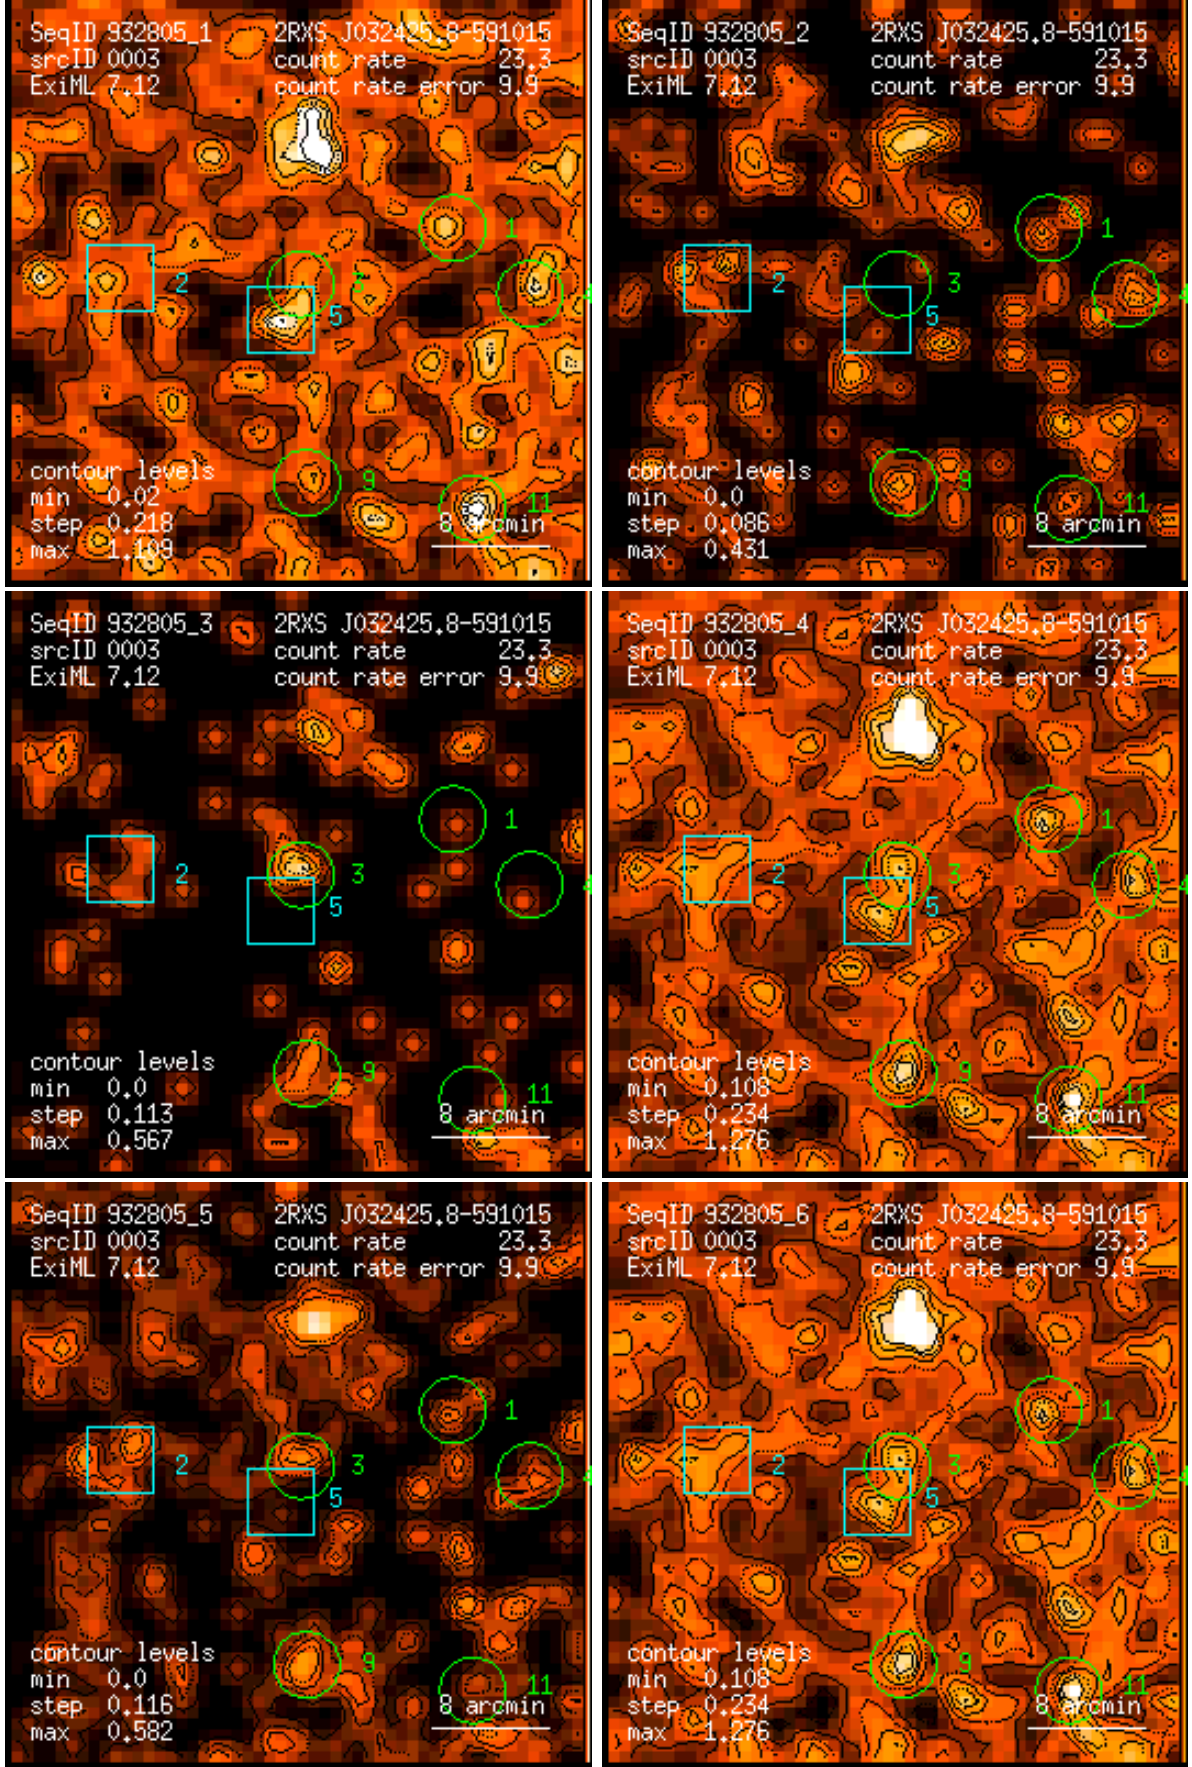 SeqID 932805_1 2RXS J032425.8-591015
srcID 0003 count rate 23.3
ExiML 7.12 count rate error 9.9
1
2
3
4
5
9
11
contour levels
min 0.02
step 0.218
max 1.109
8 arcmin
SeqID 932805_2 2RXS J032425.8-591015
srcID 0003 count rate 23.3
ExiML 7.12 count rate error 9.9
1
2
3
5
9
11
contour levels
min 0.0
step 0.086
max 0.431
8 arcmin
SeqID 932805_3 2RXS J032425.8-591015
srcID 0003 count rate 23.3
ExiML 7.12 count rate error 9.9
1
2
3
4
5
9
11
contour levels
min 0.0
step 0.113
max 0.567
8 arcmin
SeqID 932805_4 2RXS J032425.8-591015
srcID 0003 count rate 23.3
ExiML 7.12 count rate error 9.9
1
2
3
5
9
11
contour levels
min 0.108
step 0.234
max 1.276
8 arcmin
SeqID 932805_5 2RXS J032425.8-591015
srcID 0003 count rate 23.3
ExiML 7.12 count rate error 9.9
1
2
3
4
5
9
11
contour levels
min 0.0
step 0.116
max 0.582
8 arcmin
SeqID 932805_6 2RXS J032425.8-591015
srcID 0003 count rate 23.3
ExiML 7.12 count rate error 9.9
1
2
3
5
9
11
contour levels
min 0.108
step 0.234
max 1.276
8 arcmin